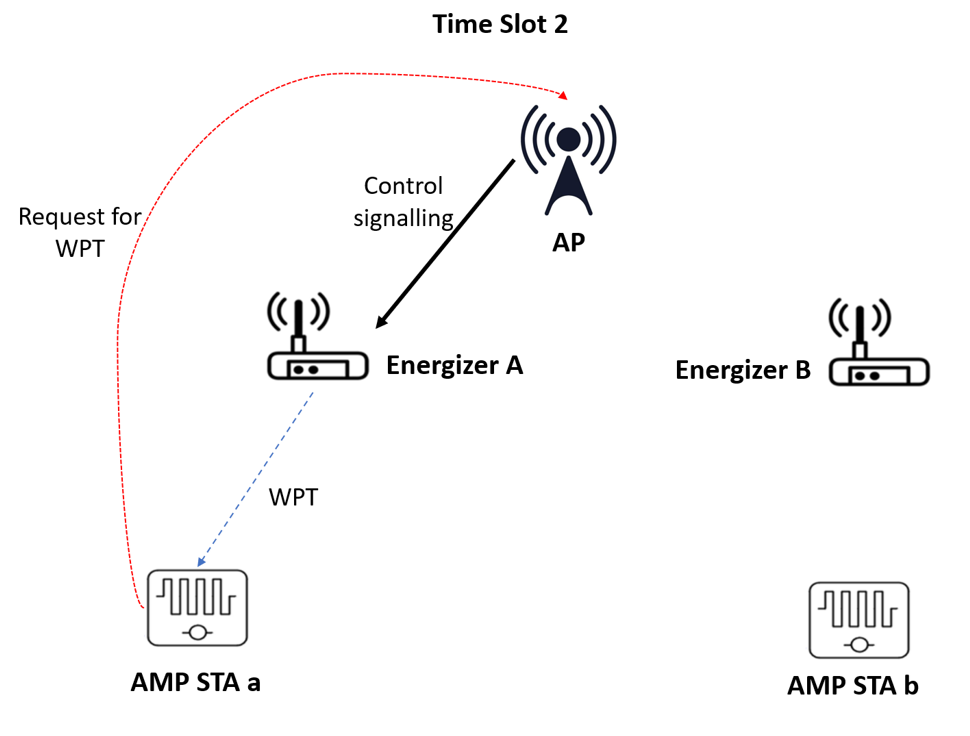 Time Slot 2
Control
signalling
Request for
WPT
AP
Energizer A
Energizer B
WPT
AMP STA a
AMP STA b